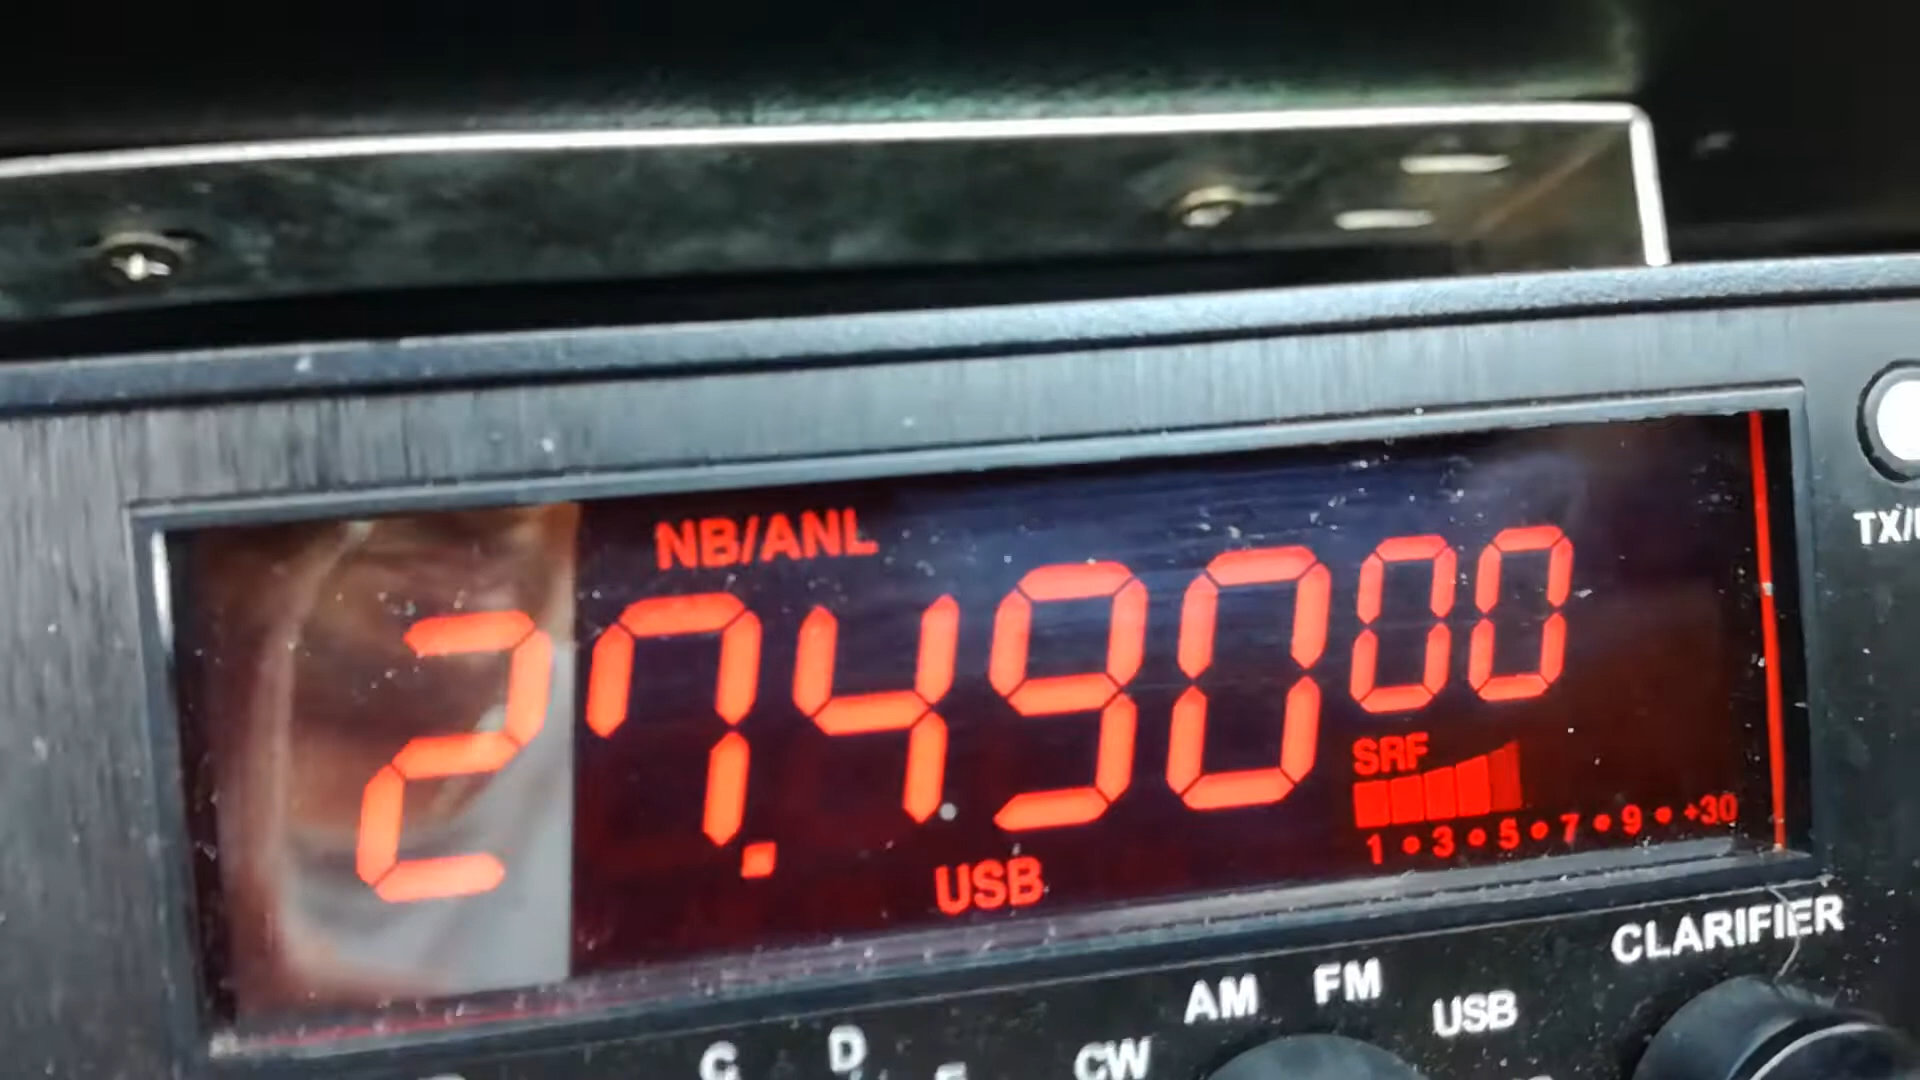 NB/ANL
27.49000
SRF
1 • 3 • 5 • 7 • 9 • +30
USB
TX/
CLARIFIER
AM FM USB
C D CW